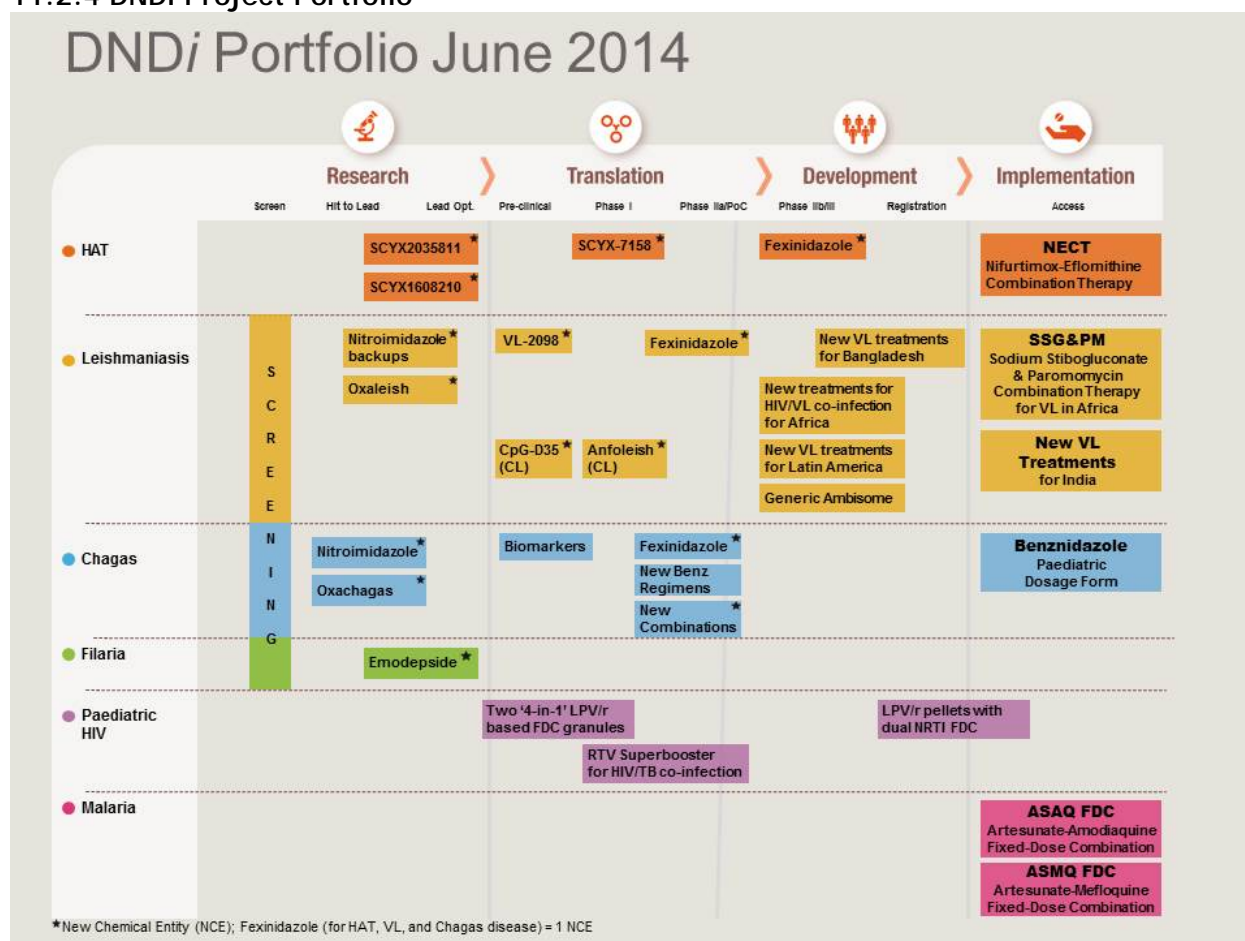 11.2.4 DNDi Project Portfolio
DNDi Portfolio June 2014
Research
Translation
Development
Implementation
Screen
Hit to Lead
Lead Opt.
Pre-clinical
Phase I
Phase IIa/PoC
Phase IIb/III
Registration
Access
HAT
SCYX2035811 ★
SCYX1608210 ★
SCYX-7158 ★
Fexinidazole ★
NECT
Nifurtimox-Eflornithine
Combination Therapy
SCREENING
Leishmaniasis
Nitroimidazole ★
backups
Oxaleish ★
VL-2098 ★
CpG-D35 ★
(CL)
Anfoleish ★
(CL)
Fexinidazole ★
New VL treatments
for Bangladesh
New treatments for
HIV/VL co-infection
for Africa
New VL treatments
for Latin America
Generic Ambisome
SSG&PM
Sodium Stibogluconate
& Paromomycin
Combination Therapy
for VL in Africa
New VL
Treatments
for India
Chagas
Nitroimidazole ★
Oxachagas ★
Biomarkers
Fexinidazole ★
New Benz
Regimens
New ★
Combinations
Benznidazole
Paediatric
Dosage Form
Filaria
Emodepside ★
Paediatric
HIV
Two '4-in-1' LPV/r
based FDC granules
RTV Superbooster
for HIV/TB co-infection
LPV/r pellets with
dual NRTI FDC
Malaria
ASAQ FDC
Artesunate-Amodiaquine
Fixed-Dose Combination
ASMQ FDC
Artesunate-Mefloquine
Fixed-Dose Combination
★New Chemical Entity (NCE); Fexinidazole (for HAT, VL, and Chagas disease) = 1 NCE